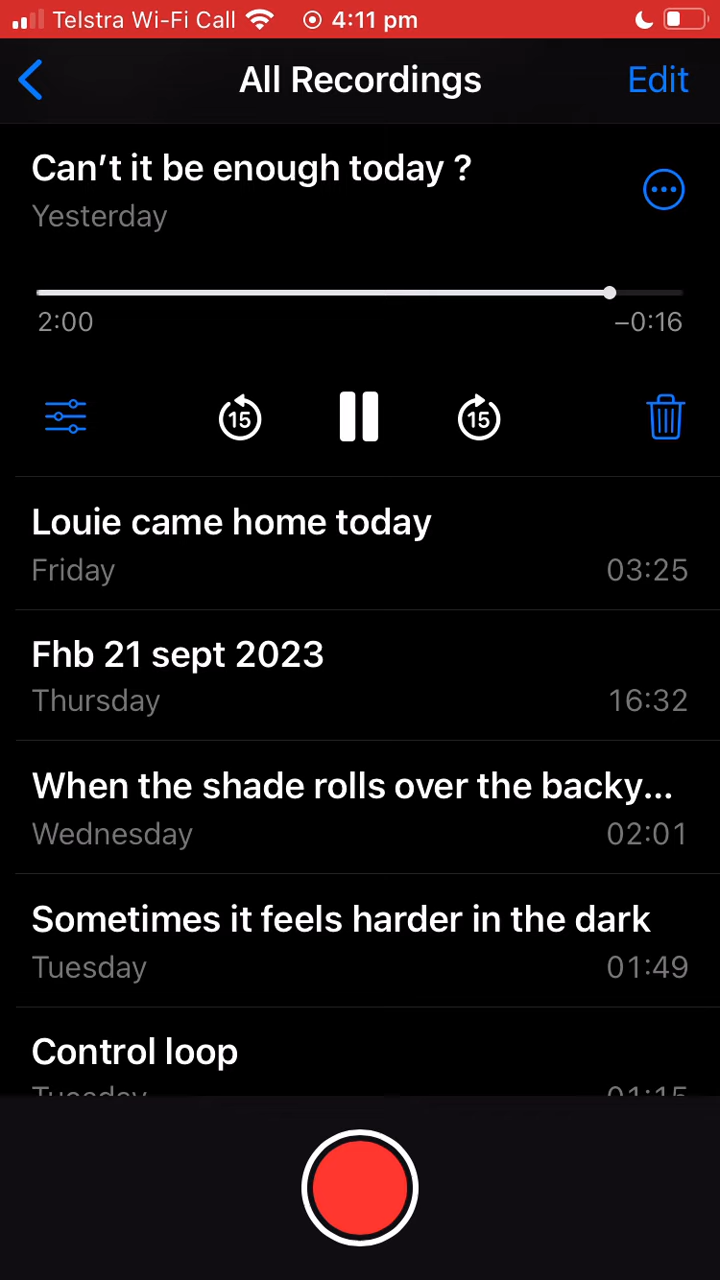 Telstra Wi-Fi Call 4:11 pm
All Recordings Edit
Can't it be enough today ?
Yesterday
2:00 –0:16
15 15
Louie came home today
Friday 03:25
Fhb 21 sept 2023
Thursday 16:32
When the shade rolls over the backy...
Wednesday 02:01
Sometimes it feels harder in the dark
Tuesday 01:49
Control loop
Tuesday 01:15